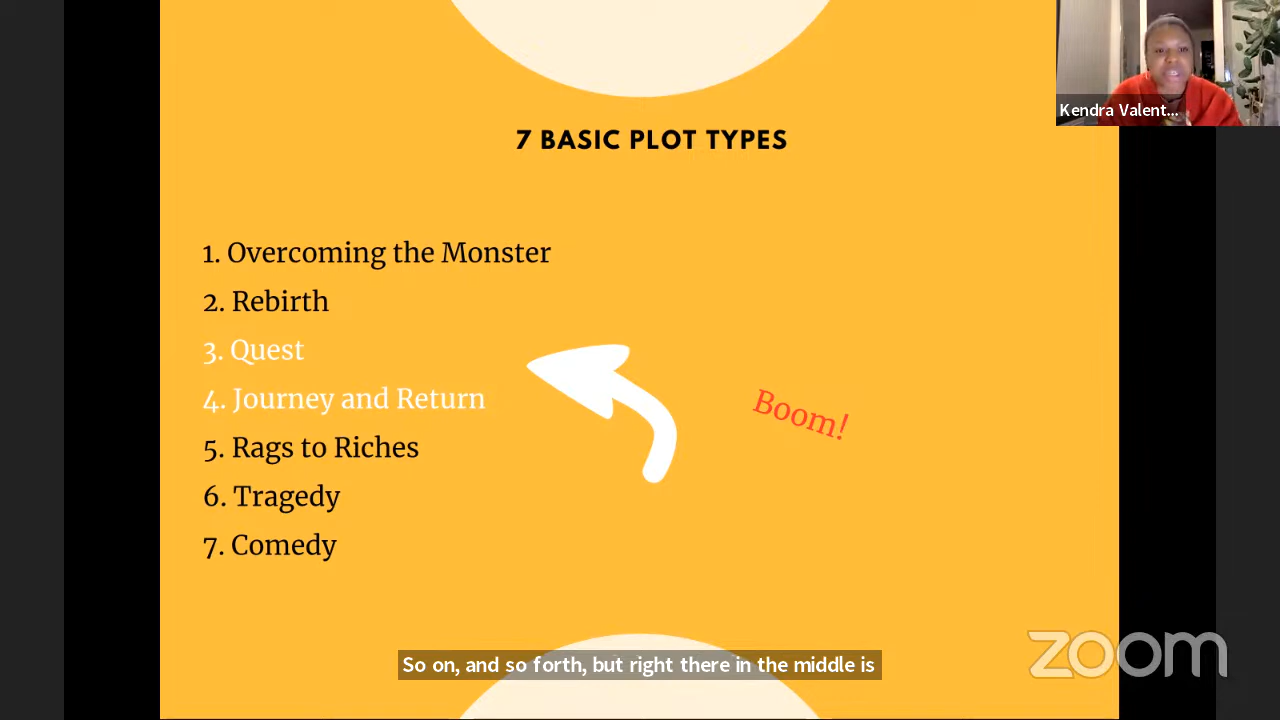 7 BASIC PLOT TYPES
Kendra Valent...
1. Overcoming the Monster
2. Rebirth
3. Quest
4. Journey and Return
5. Rags to Riches
6. Tragedy
7. Comedy
Boom!
So on, and so forth, but right there in the middle is
zoom